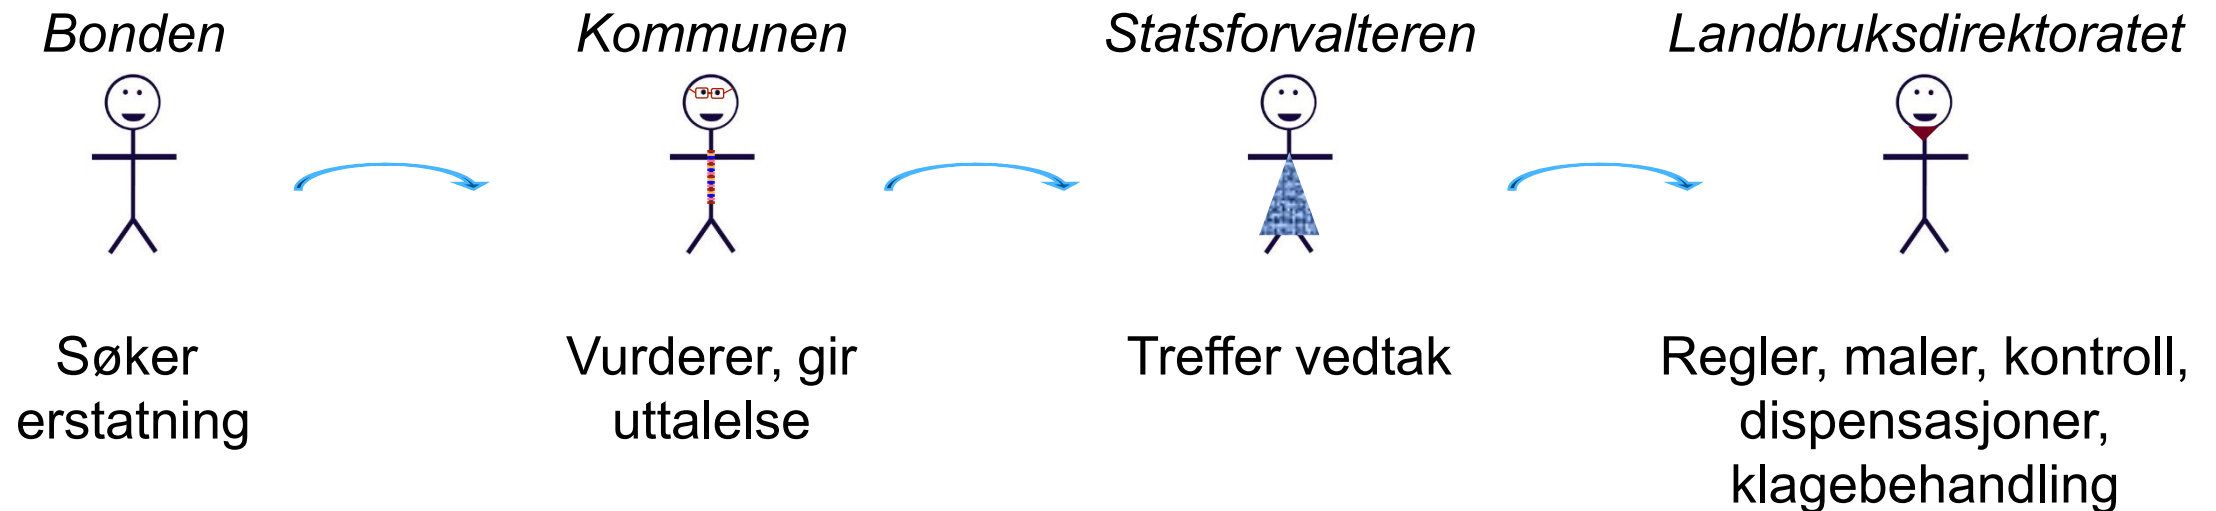 Bonden
Kommunen
Statsforvalteren
Landbruksdirektoratet
Søker
erstatning
Vurderer, gir
uttalelse
Treffer vedtak
Regler, maler, kontroll,
dispensasjoner,
klagebehandling